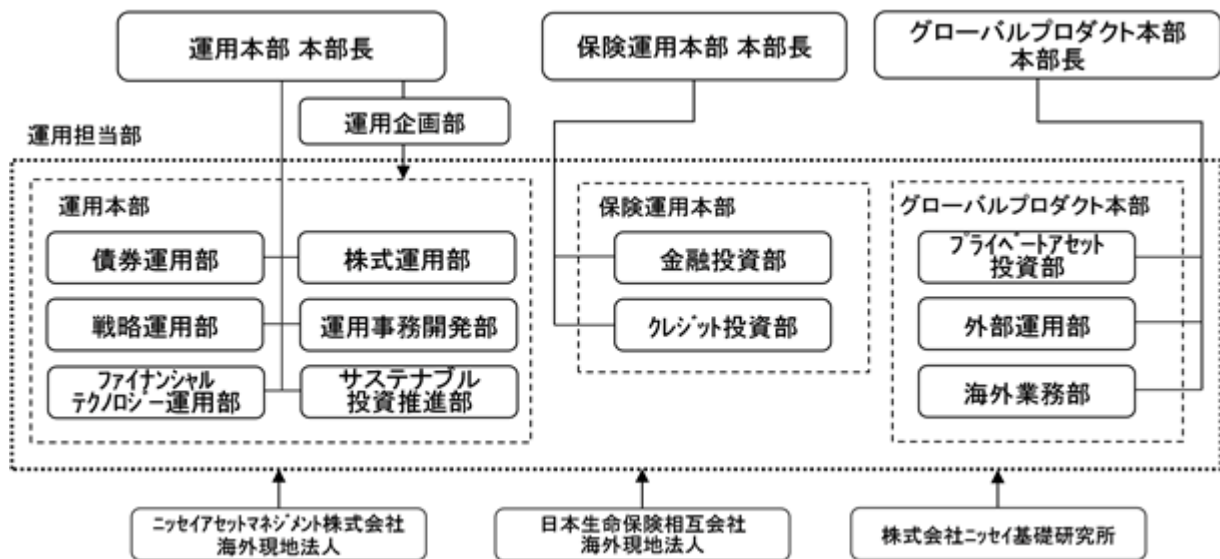 運用本部 本部長
保険運用本部 本部長
グローバルプロダクト本部
本部長
運用企画部
運用担当部
運用本部
債券運用部
株式運用部
戦略運用部
運用事務開発部
ファイナンシャル
テクノロジー運用部
サステナブル
投資推進部
保険運用本部
金融投資部
クレジット投資部
グローバルプロダクト本部
プライベートアセット
投資部
外部運用部
海外業務部
ニッセイアセットマネジメント株式会社
海外現地法人
日本生命保険相互会社
海外現地法人
株式会社ニッセイ基礎研究所